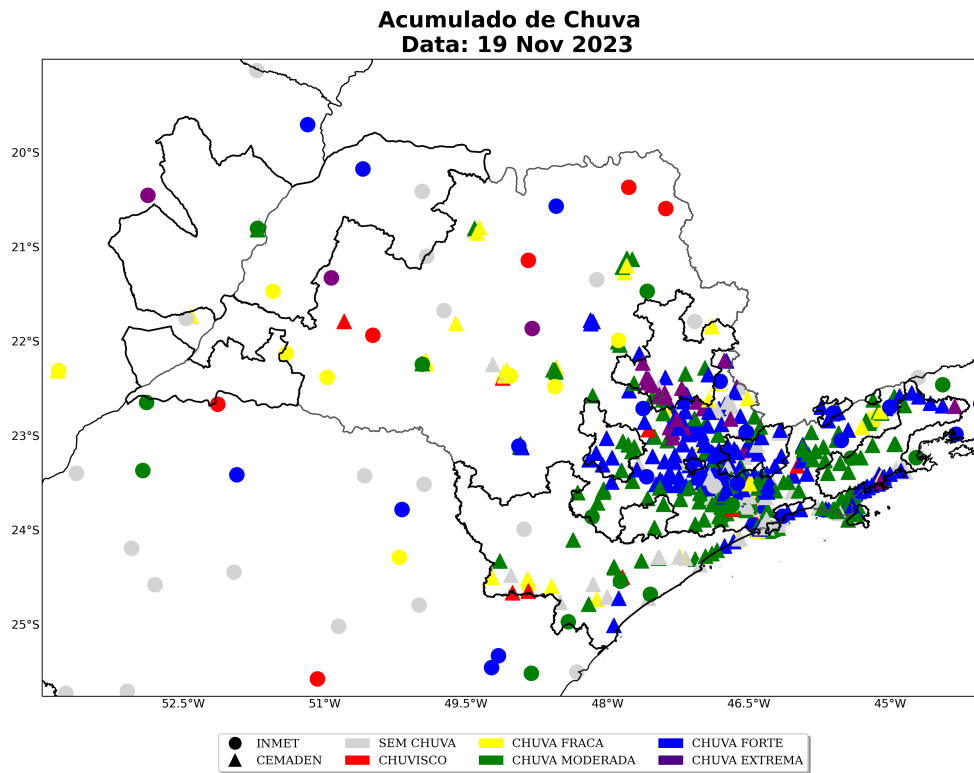 Acumulado de Chuva
Data: 19 Nov 2023
20°S
21°S
22°S
23°S
24°S
25°S
52.5°W 51°W 49.5°W 48°W 46.5°W 45°W
INMET SEM CHUVA CHUVA FRACA CHUVA FORTE
CEMADEN CHUVISCO CHUVA MODERADA CHUVA EXTREMA